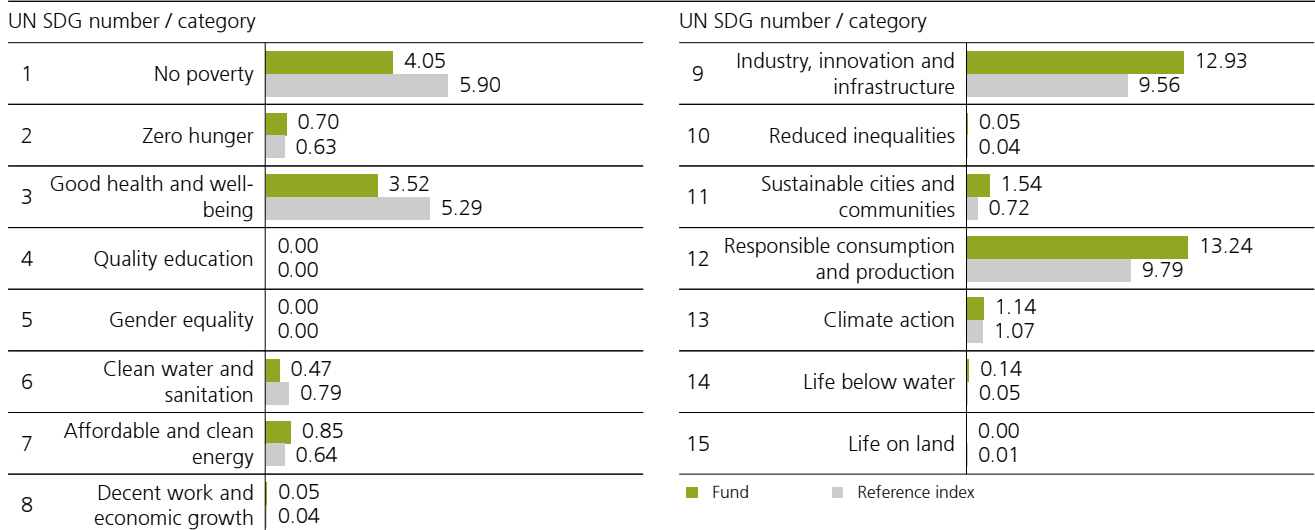 UN SDG number / category
1 No poverty 4.05
5.90
2 Zero hunger 0.70
0.63
3 Good health and well-
being 3.52
5.29
4 Quality education 0.00
0.00
5 Gender equality 0.00
0.00
6 Clean water and
sanitation 0.47
0.79
7 Affordable and clean
energy 0.85
0.64
8 Decent work and
economic growth 0.05
0.04
UN SDG number / category
9 Industry, innovation and
infrastructure 12.93
9.56
10 Reduced inequalities 0.05
0.04
11 Sustainable cities and
communities 1.54
0.72
12 Responsible consumption
and production 13.24
9.79
13 Climate action 1.14
1.07
14 Life below water 0.14
0.05
15 Life on land 0.00
0.01
Fund Reference index